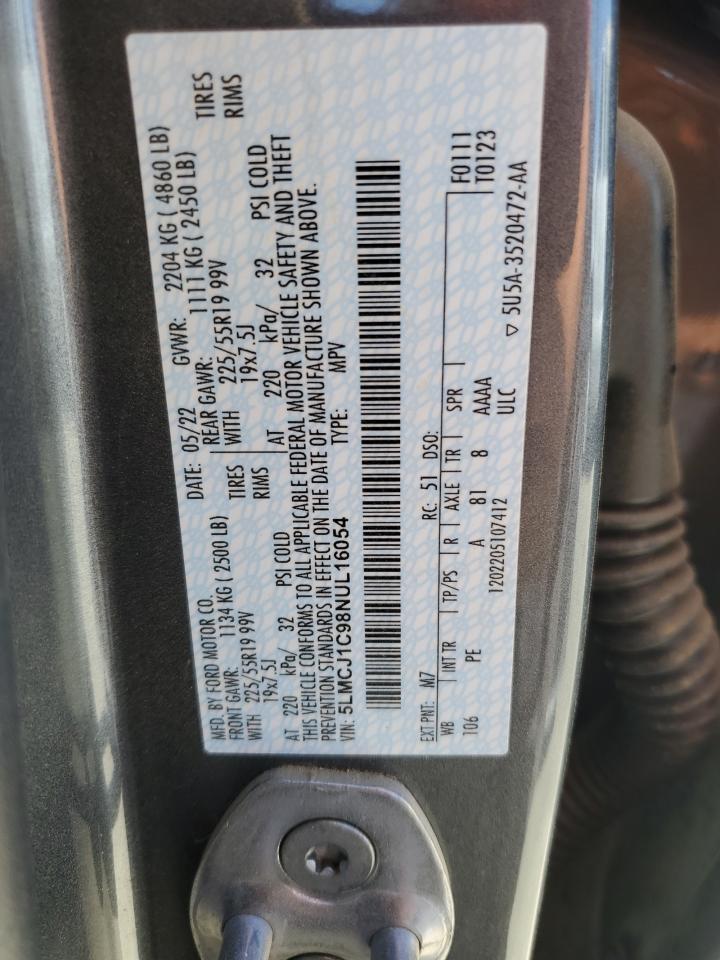 MFD. BY FORD MOTOR CO. DATE: 05/22 GVWR: 2204 KG ( 4860 LB)
FRONT GAWR: 1134 KG ( 2500 LB) REAR GAWR: 1111 KG ( 2450 LB)
WITH 225/55R19 99V TIRES WITH 225/55R19 99V TIRES
19x7.5J RIMS 19x7.5J RIMS
AT 220 kPa/ 32 PSI COLD AT 220 kPa/ 32 PSI COLD
THIS VEHICLE CONFORMS TO ALL APPLICABLE FEDERAL MOTOR VEHICLE SAFETY AND THEFT
PREVENTION STANDARDS IN EFFECT ON THE DATE OF MANUFACTURE SHOWN ABOVE.
VIN: 5LMCJ1C98NUL16054 TYPE: MPV
EXT PNT: M7 RC: 51 DSO: F0111
WB INT TR TP/PS R AXLE TR SPR T0123
106 PE A 81 8 AAAA
1202205107412 ULC ▽ 5U5A-3520472-AA